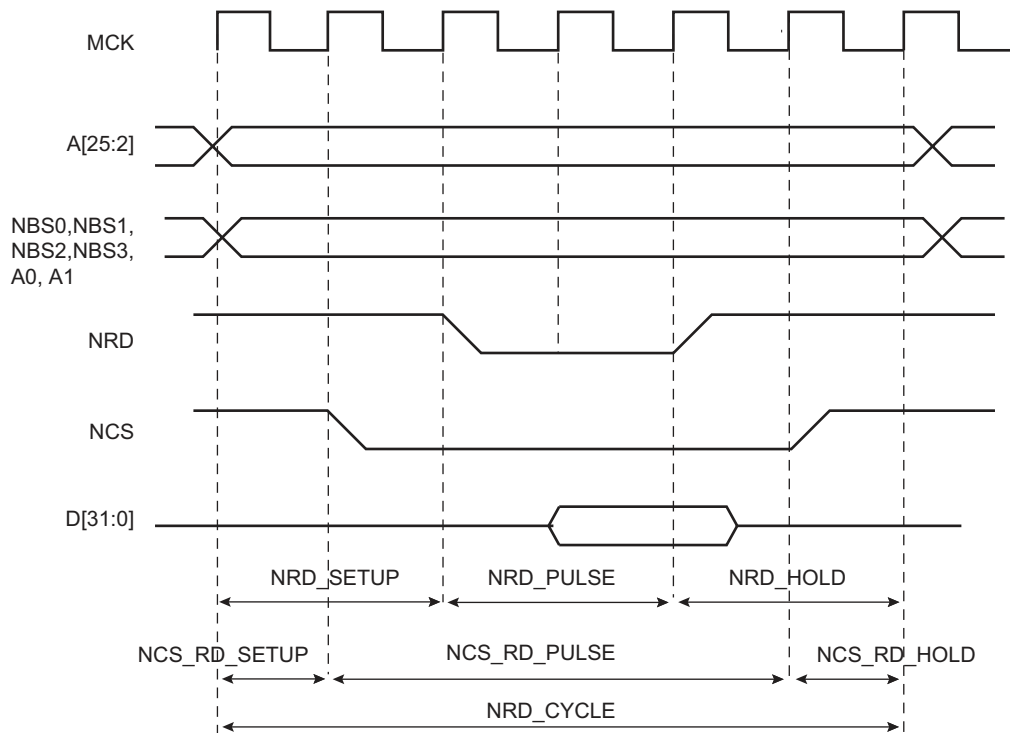 MCK
A[25:2]
NBS0,NBS1,
NBS2,NBS3,
A0, A1
NRD
NCS
D[31:0]
NRD_SETUP NRD_PULSE NRD_HOLD
NCS_RD_SETUP NCS_RD_PULSE NCS_RD_HOLD
NRD_CYCLE